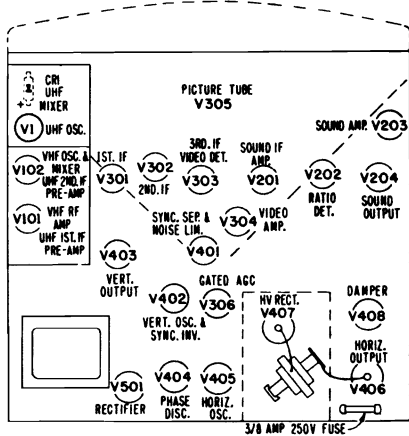 CR1
UHF
MIXER
V1 UHF OSC.
PICTURE TUBE
V305
SOUND AMP. V203
V102
VHF OSC. &
MIXER
UHF 2ND. IF
PRE-AMP
V101
VHF RF
AMP
UHF 1ST. IF
PRE-AMP
1ST. IF
V301
V302
2ND. IF
3RD. IF
VIDEO DET.
V303
SOUND IF
AMP.
V201
V202
RATIO
DET.
V204
SOUND
OUTPUT
SYNC. SEP. &
NOISE LIM.
V401
V304
VIDEO
AMP.
V403
VERT.
OUTPUT
V402
VERT. OSC. &
SYNC. INV.
GATED AGC
V306
HV RECT.
V407
DAMPER
V408
HORIZ.
OUTPUT
V406
V501
RECTIFIER
V404
PHASE
DISC.
V405
HORIZ.
OSC.
3/8 AMP 250V FUSE